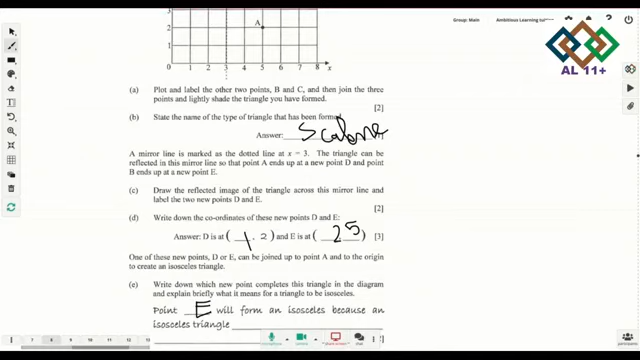 Group: Main
Ambitious Learning
AL 11+
3
2
1
0
A
0 1 2 3 4 5 6 7 8 x
(a) Plot and label the other two points, B and C, and then join the three
points and lightly shade the triangle you have formed.
[2]
(b) State the name of the type of triangle that has been formed.
Answer: Scalene
A mirror line is marked as the dotted line at x = 3. The triangle can be
reflected in this mirror line so that point A ends up at a new point D and point
B ends up at a new point E.
(c) Draw the reflected image of the triangle across this mirror line and
label the two new points D and E.
[2]
(d) Write down the co-ordinates of these new points D and E:
Answer: D is at ( 1 , 2 ) and E is at ( 25 ) [3]
One of these new points, D or E, can be joined up to point A and to the origin
to create an isosceles triangle.
(e) Write down which new point completes this triangle in the diagram
and explain briefly what it means for a triangle to be isosceles.
Point E will form an isosceles because an
isosceles triangle